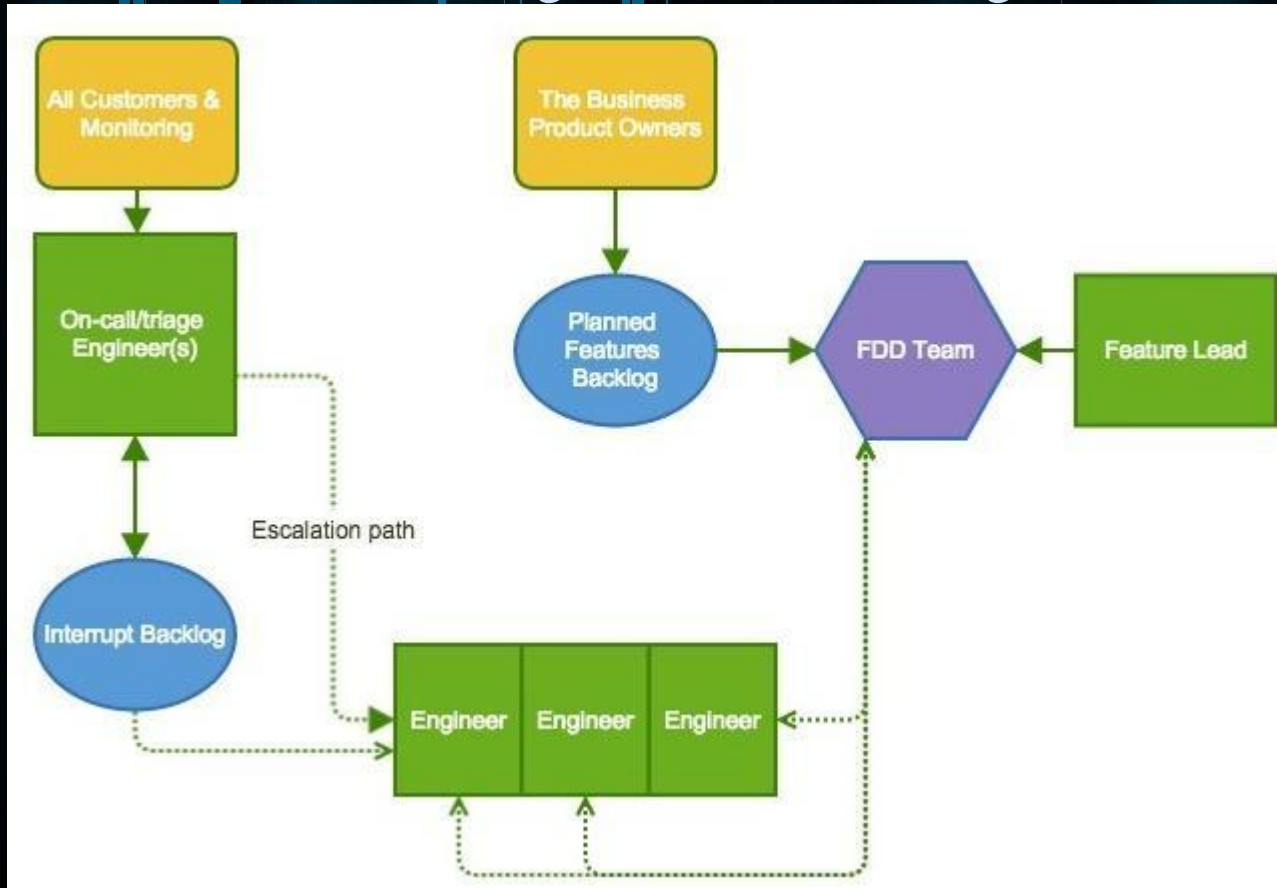 All Customers &
Monitoring
The Business
Product Owners
On-call/triage
Engineer(s)
Planned
Features
Backlog
FDD Team
Feature Lead
Escalation path
Interrupt Backlog
Engineer
Engineer
Engineer